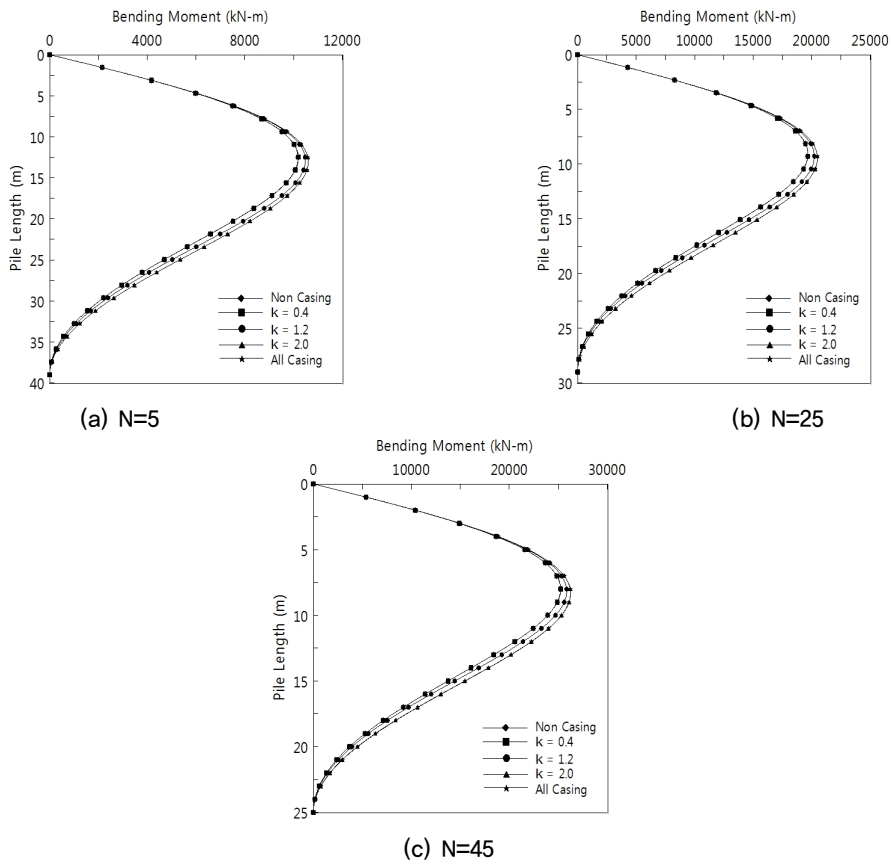 Bending Moment (kN-m)
0 4000 8000 12000
0
5
10
15
20
25
30
35
40
Pile Length (m)
Non Casing
k = 0.4
k = 1.2
k = 2.0
All Casing
(a) N=5
Bending Moment (kN-m)
0 5000 10000 15000 20000 25000
0
5
10
15
20
25
30
Pile Length (m)
Non Casing
k = 0.4
k = 1.2
k = 2.0
All Casing
(b) N=25
Bending Moment (kN-m)
0 10000 20000 30000
0
5
10
15
20
25
Pile Length (m)
Non Casing
k = 0.4
k = 1.2
k = 2.0
All Casing
(c) N=45